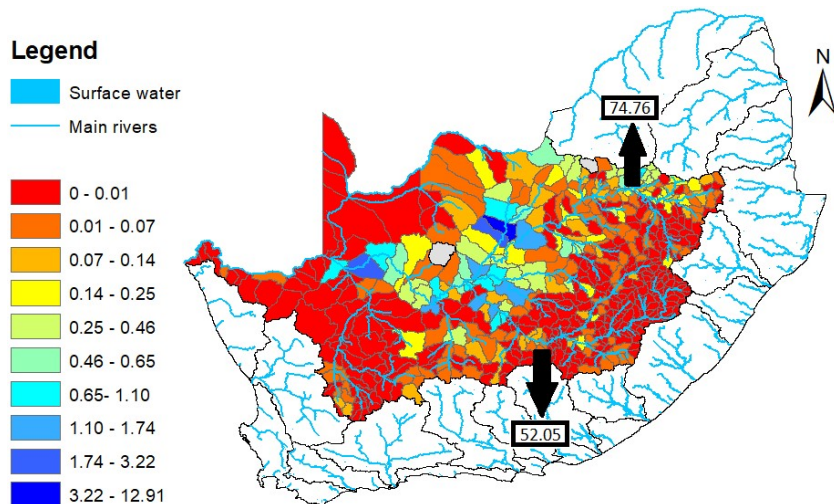 Legend
Surface water
Main rivers
0 - 0.01
0.01 - 0.07
0.07 - 0.14
0.14 - 0.25
0.25 - 0.46
0.46 - 0.65
0.65- 1.10
1.10 - 1.74
1.74 - 3.22
3.22 - 12.91
74.76
N
52.05